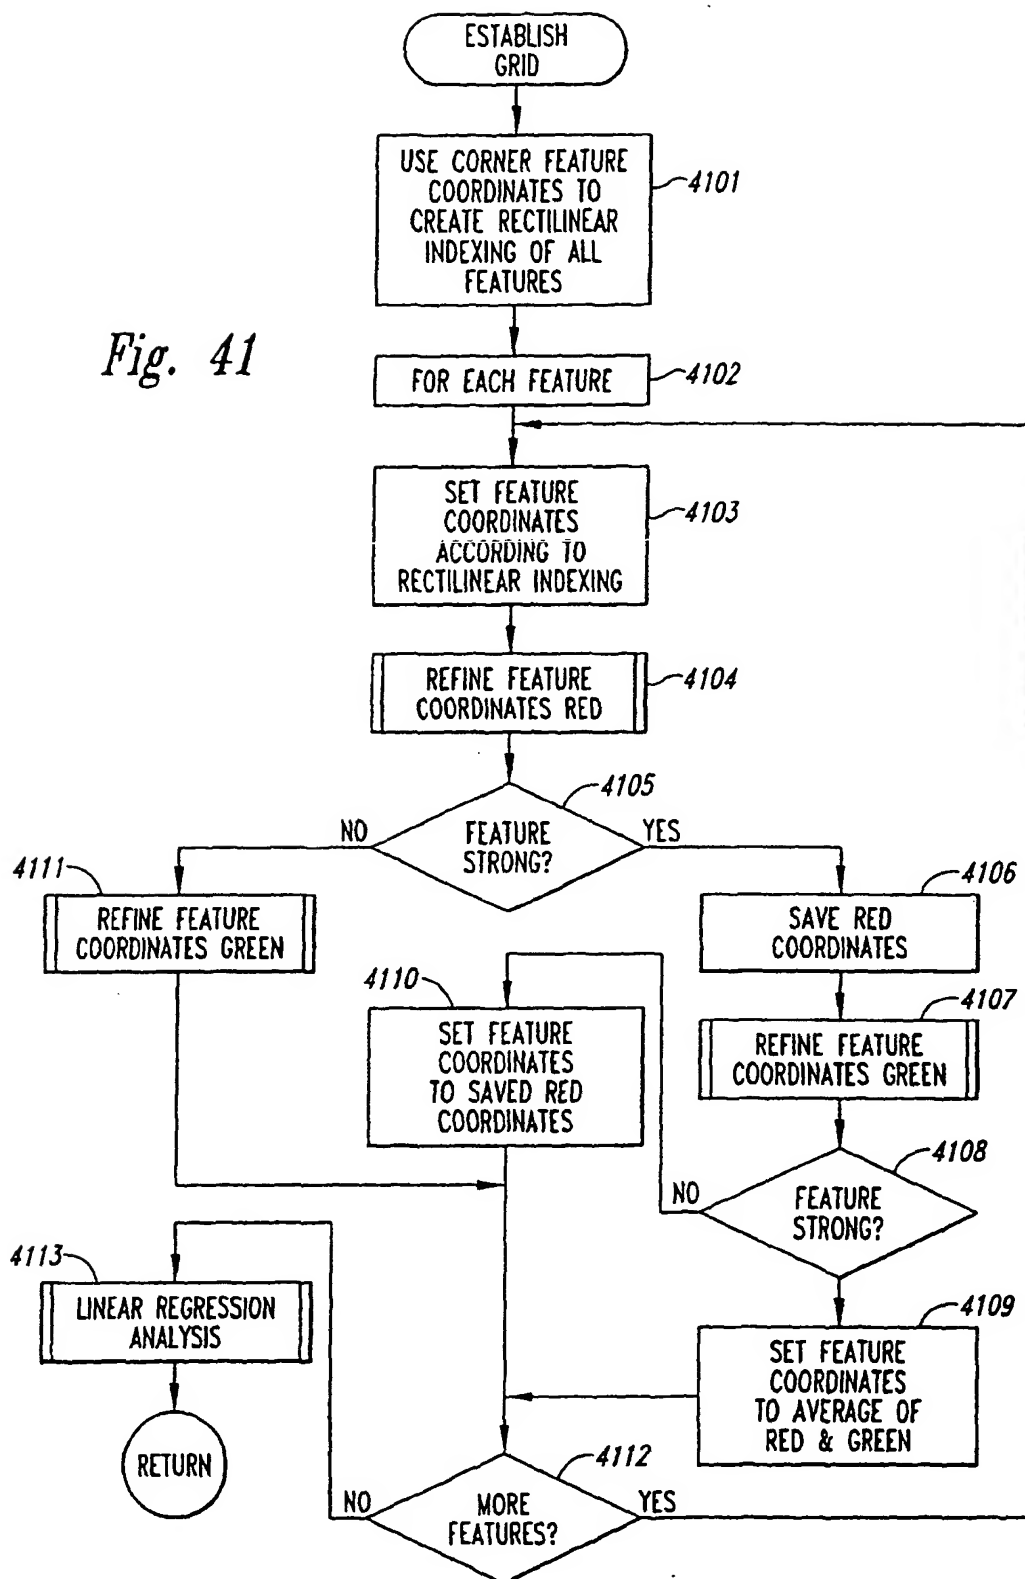 ESTABLISH
GRID
USE CORNER FEATURE
COORDINATES TO
CREATE RECTILINEAR
INDEXING OF ALL
FEATURES
4101
Fig. 41
FOR EACH FEATURE
4102
SET FEATURE
COORDINATES
ACCORDING TO
RECTILINEAR INDEXING
4103
REFINE FEATURE
COORDINATES RED
4104
4105
NO
FEATURE
STRONG?
YES
4111
REFINE FEATURE
COORDINATES GREEN
4106
SAVE RED
COORDINATES
4110
SET FEATURE
COORDINATES
TO SAVED RED
COORDINATES
4107
REFINE FEATURE
COORDINATES GREEN
4108
NO
FEATURE
STRONG?
4113
LINEAR REGRESSION
ANALYSIS
4109
SET FEATURE
COORDINATES
TO AVERAGE OF
RED & GREEN
RETURN
4112
NO
MORE
FEATURES?
YES